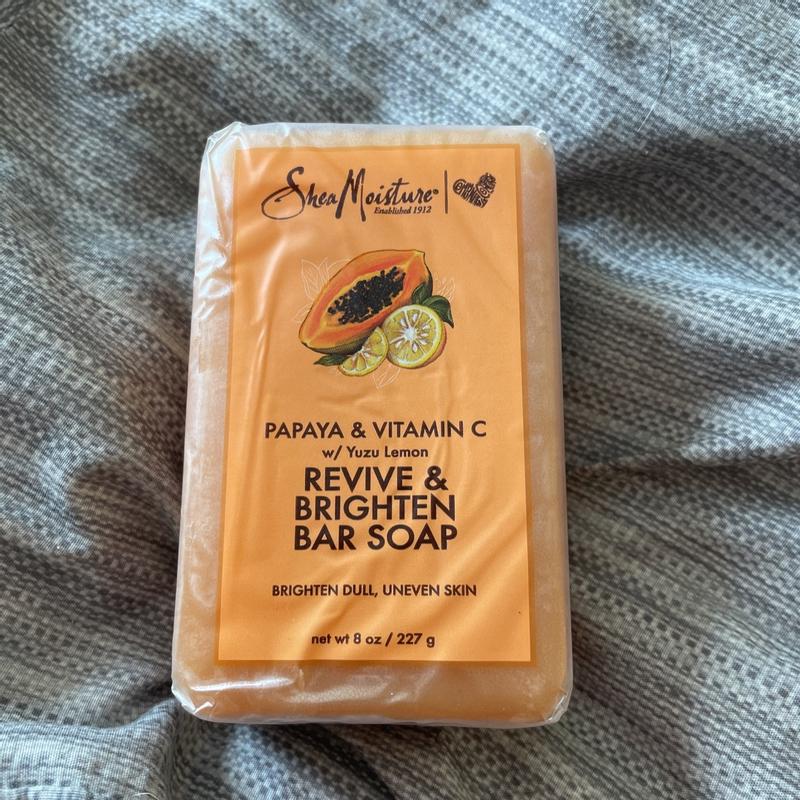 SheaMoisture®
Established 1912
PAPAYA & VITAMIN C
w/ Yuzu Lemon
REVIVE &
BRIGHTEN
BAR SOAP
BRIGHTEN DULL, UNEVEN SKIN
net wt 8 oz / 227 g